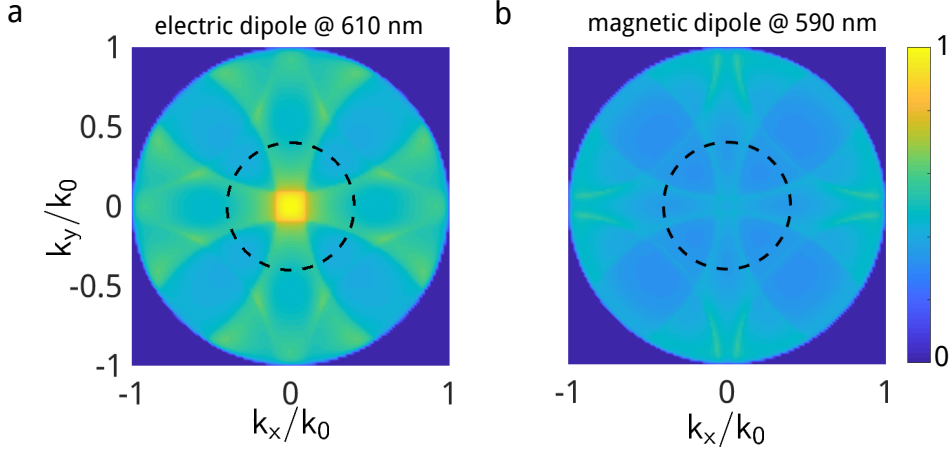 a
electric dipole @ 610 nm
1
0.5
0
-0.5
-1
k_y/k_0
-1
0
1
k_x/k_0
b
magnetic dipole @ 590 nm
-1
0
1
k_x/k_0
1
0